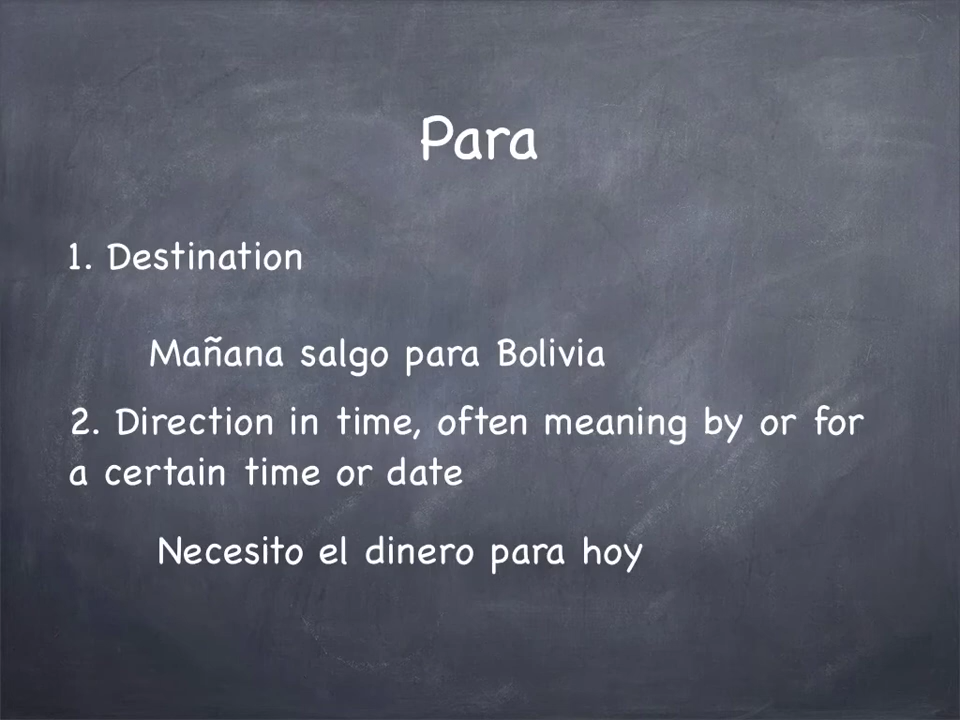 Para
1. Destination
Mañana salgo para Bolivia
2. Direction in time, often meaning by or for
a certain time or date
Necesito el dinero para hoy